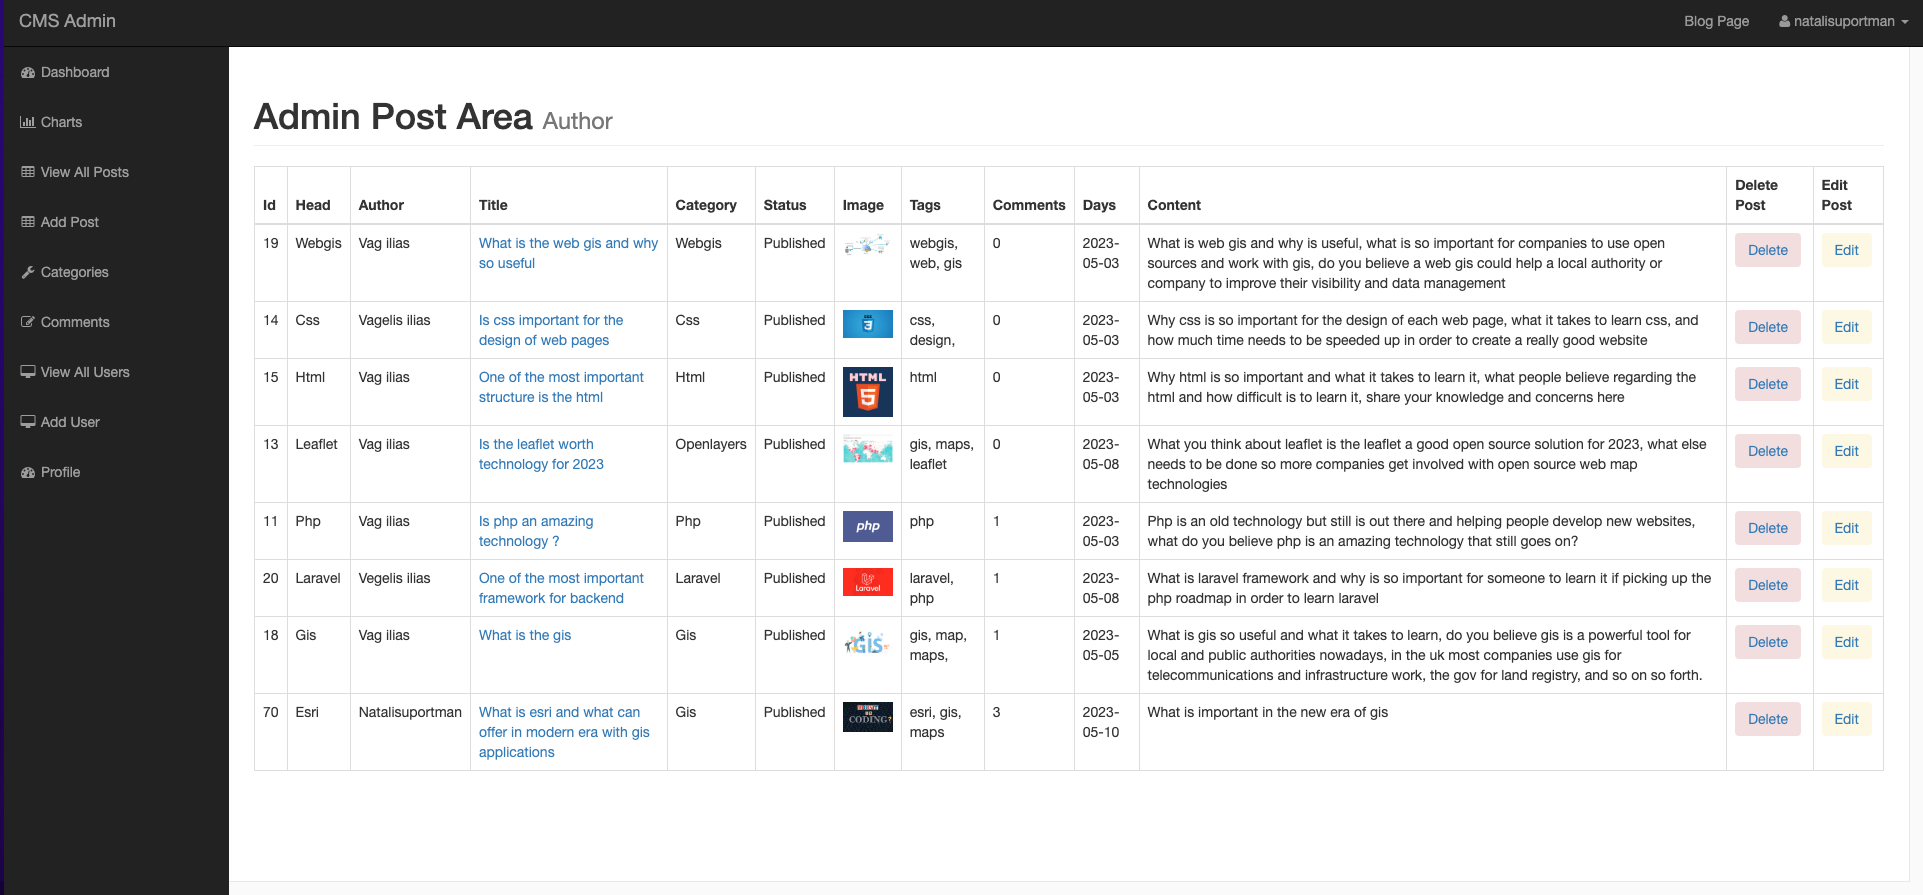 CMS Admin
Blog Page
natalisuportman
Dashboard
Charts
View All Posts
Add Post
Categories
Comments
View All Users
Add User
Profile
Admin Post Area Author
Id Head Author Title Category Status Image Tags Comments Days Content Delete Post Edit Post
19 Webgis Vag ilias What is the web gis and why Webgis Published webgis, 0 2023- What is web gis and why is useful, what is so important for companies to use open Delete Edit
so useful web, gis 05-03 sources and work with gis, do you believe a web gis could help a local authority or
company to improve their visibility and data management
14 Css Vagelis ilias Is css important for the Css Published css, 0 2023- Why css is so important for the design of each web page, what it takes to learn css, and Delete Edit
design of web pages design, 05-03 how much time needs to be speeded up in order to create a really good website
15 Html Vag ilias One of the most important Html Published HTML 5 html 0 2023- Why html is so important and what it takes to learn it, what people believe regarding the Delete Edit
structure is the html 05-03 html and how difficult is to learn it, share your knowledge and concerns here
13 Leaflet Vag ilias Is the leaflet worth Openlayers Published gis, maps, 0 2023- What you think about leaflet is the leaflet a good open source solution for 2023, what else Delete Edit
technology for 2023 leaflet 05-08 needs to be done so more companies get involved with open source web map
technologies
11 Php Vag ilias Is php an amazing Php Published php php 1 2023- Php is an old technology but still is out there and helping people develop new websites, Delete Edit
technology ? 05-03 what do you believe php is an amazing technology that still goes on?
20 Laravel Vegelis ilias One of the most important Laravel Published Laravel laravel, 1 2023- What is laravel framework and why is so important for someone to learn it if picking up the Delete Edit
framework for backend php 05-08 php roadmap in order to learn laravel
18 Gis Vag ilias What is the gis Gis Published GIS gis, map, 1 2023- What is gis so useful and what it takes to learn, do you believe gis is a powerful tool for Delete Edit
maps, 05-05 local and public authorities nowadays, in the uk most companies use gis for
telecommunications and infrastructure work, the gov for land registry, and so on so forth.
70 Esri Natalisuportman What is esri and what can Gis Published CODING? esri, gis, 3 2023- What is important in the new era of gis Delete Edit
offer in modern era with gis maps 05-10
applications